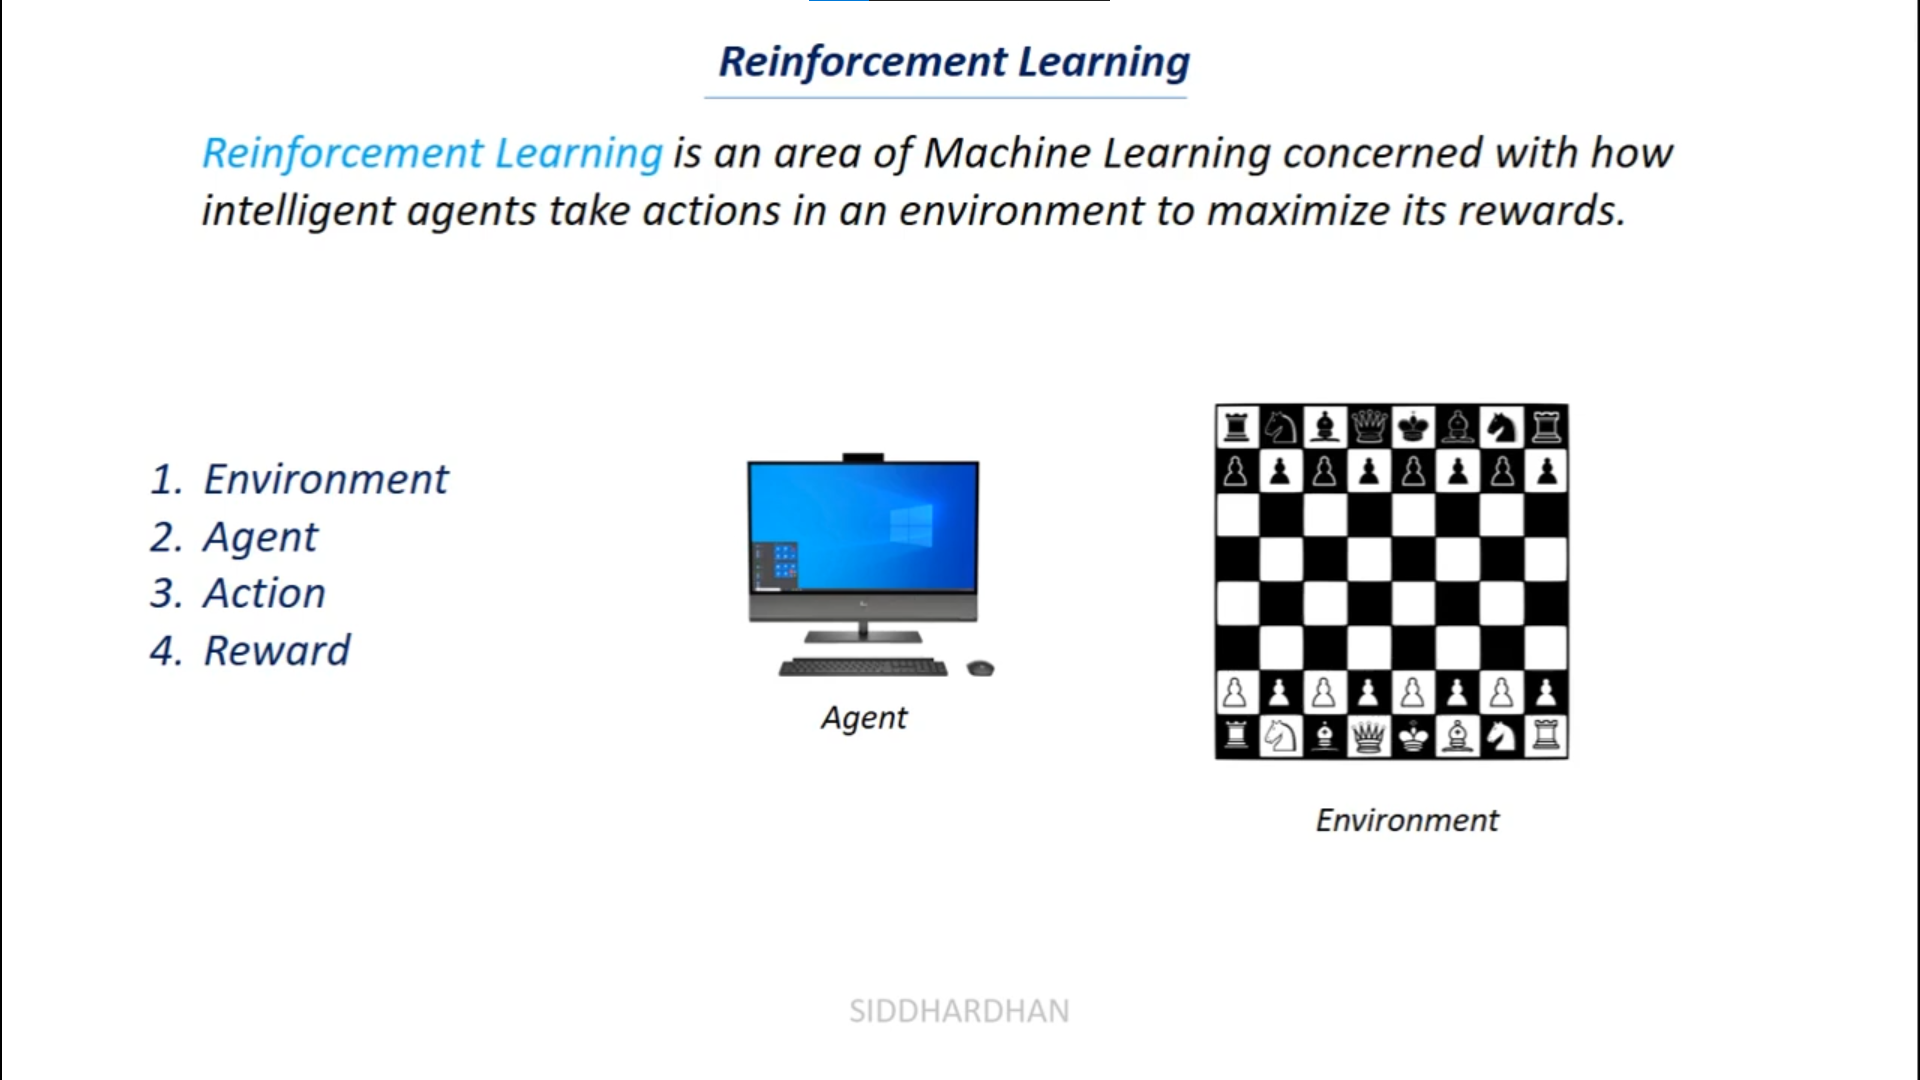 Reinforcement Learning
Reinforcement Learning is an area of Machine Learning concerned with how
intelligent agents take actions in an environment to maximize its rewards.
1. Environment
2. Agent
3. Action
4. Reward
Agent
Environment
SIDDHARDHAN